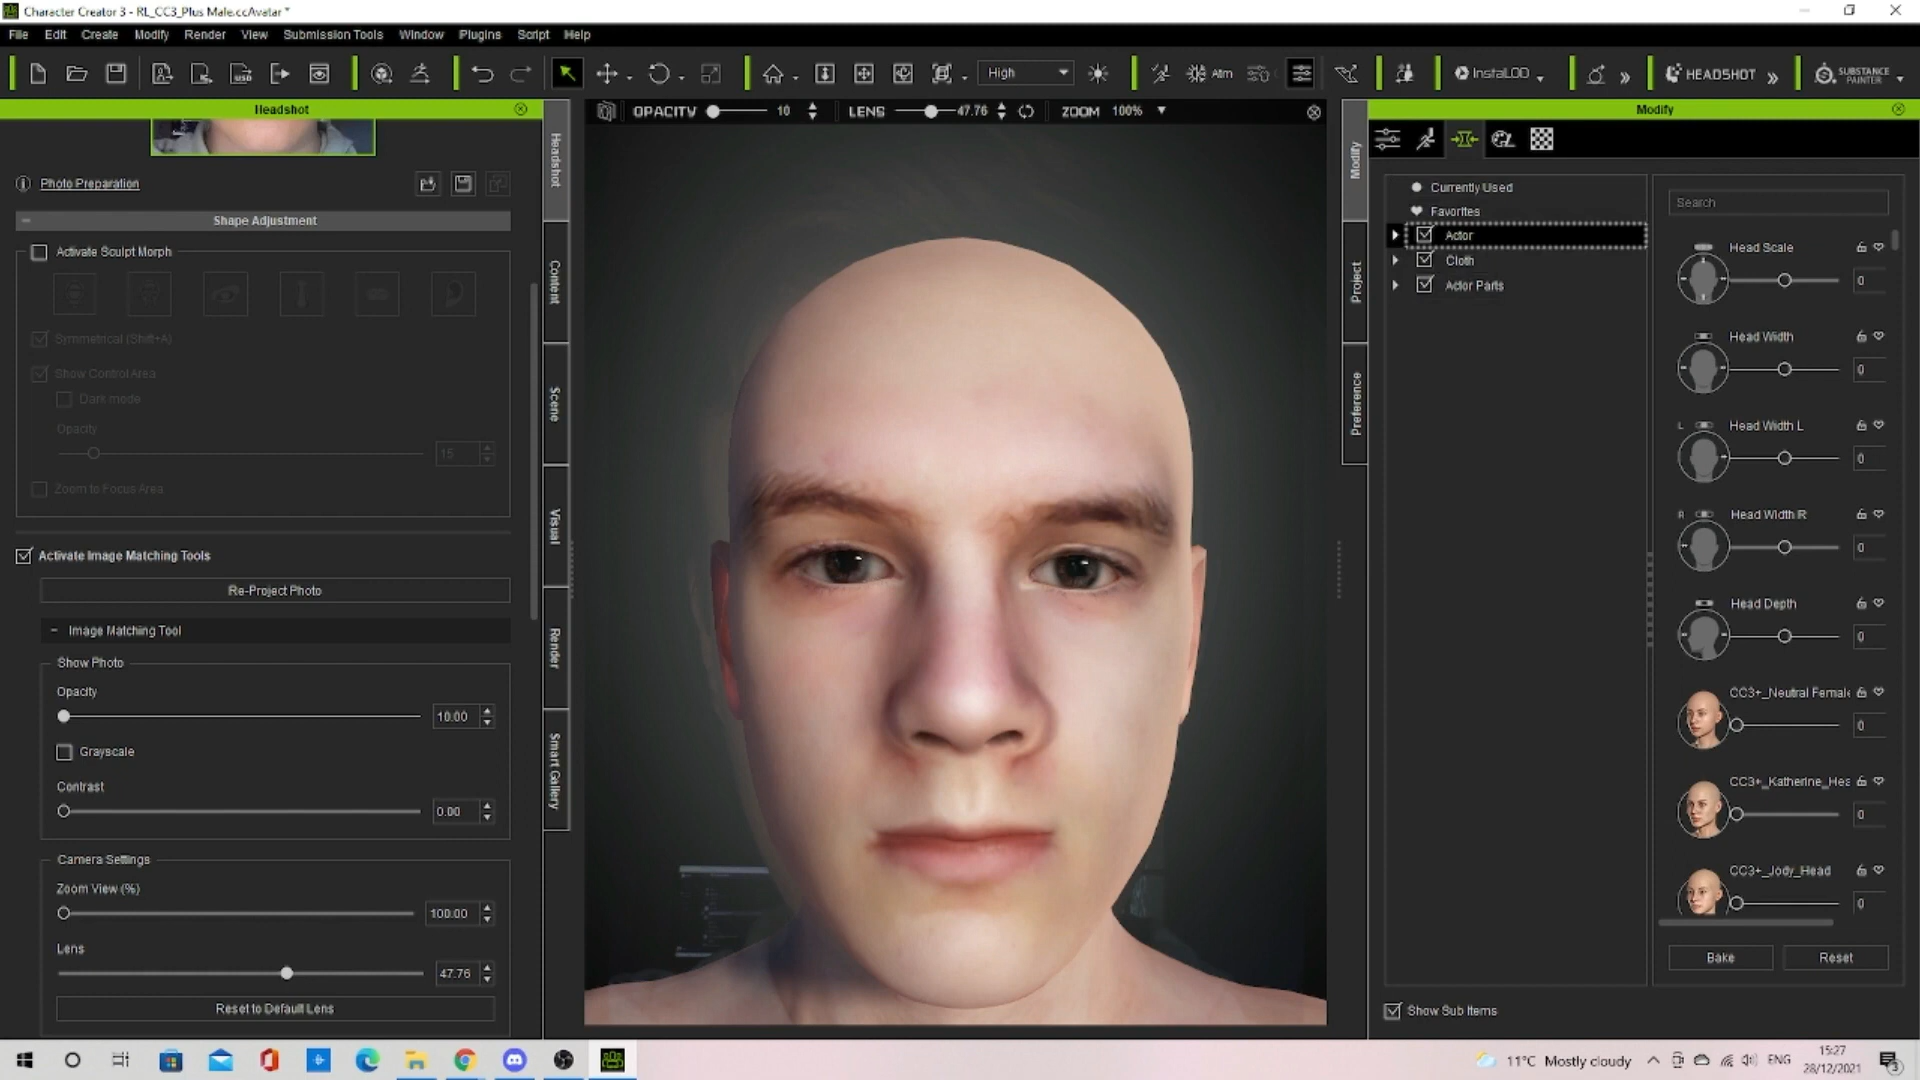 Character Creator 3 - RL_CC3_Plus Male.ccAvatar *
File Edit Create Modify Render View Submission Tools Window Plugins Script Help
High
Atm
InstaLOD
HEADSHOT
SUBSTANCE PAINTER
Headshot
Photo Preparation
Shape Adjustment
Activate Sculpt Morph
Symmetrical (Shift+A)
Show Control Area
Dark mode
Opacity
15
Zoom to Focus Area
Activate Image Matching Tools
Re-Project Photo
Image Matching Tool
Show Photo
Opacity
10.00
Grayscale
Contrast
0.00
Camera Settings
Zoom View (%)
100.00
Lens
47.76
Reset to Default Lens
Headshot
Content
Scene
Visual
Render
Smart Gallery
OPACITY 10 LENS 47.76 ZOOM 100%
Modify
Project
Preference
Modify
Currently Used
Favorites
Actor
Cloth
Actor Parts
Show Sub Items
Search
Head Scale
0
Head Width
0
L Head Width L
0
R Head Width R
0
Head Depth
0
CC3+_Neutral Female
0
CC3+_Katherine_Hea
0
CC3+_Jody_Head
0
Bake Reset
11°C Mostly cloudy ENG
15:27
28/12/2021
3